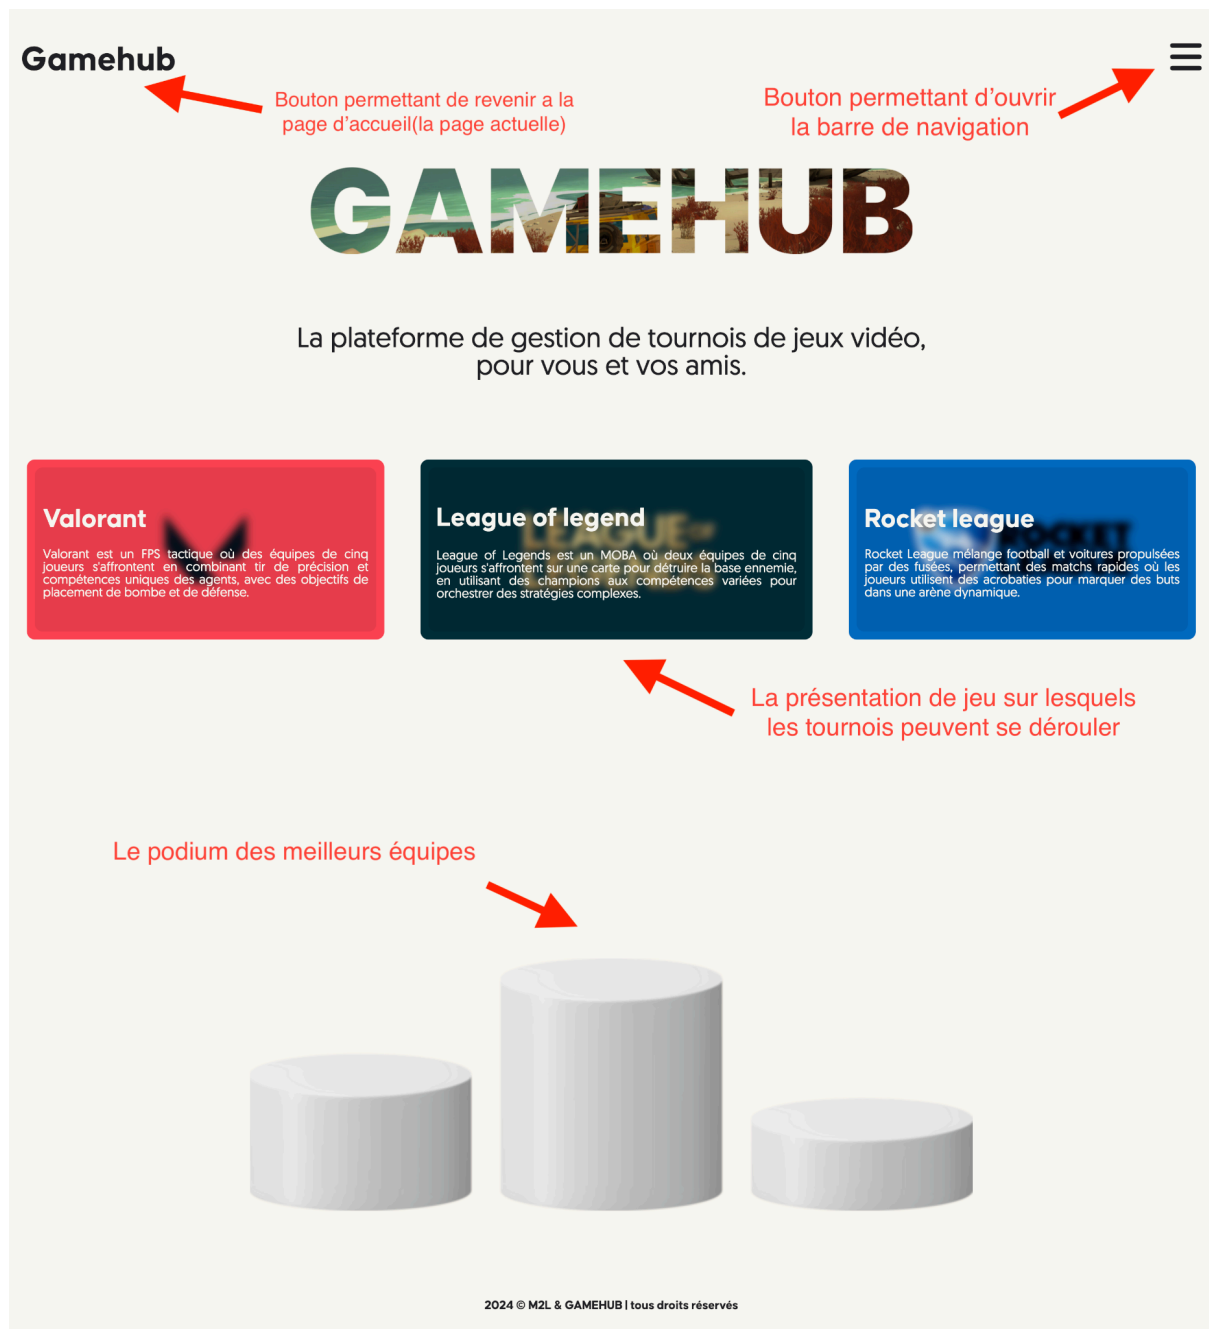 Gamehub
Bouton permettant de revenir a la
page d'accueil(la page actuelle)
Bouton permettant d'ouvrir
la barre de navigation
GAMEHUB
La plateforme de gestion de tournois de jeux vidéo,
pour vous et vos amis.
Valorant
Valorant est un FPS tactique où des équipes de cinq
joueurs s'affrontent en combinant tir de précision et
compétences uniques des agents, avec des objectifs de
placement de bombe et de défense.
LEAGUE OF
League of legend
League of Legends est un MOBA où deux équipes de cinq
joueurs s'affrontent sur une carte pour détruire la base ennemie,
en utilisant des champions aux compétences variées pour
orchestrer des stratégies complexes.
ROCKET
Rocket league
Rocket League mélange football et voitures propulsées
par des fusées, permettant des matchs rapides où les
joueurs utilisent des acrobaties pour marquer des buts
dans une arène dynamique.
La présentation de jeu sur lesquels
les tournois peuvent se dérouler
Le podium des meilleurs équipes
2024 © M2L & GAMEHUB | tous droits réservés